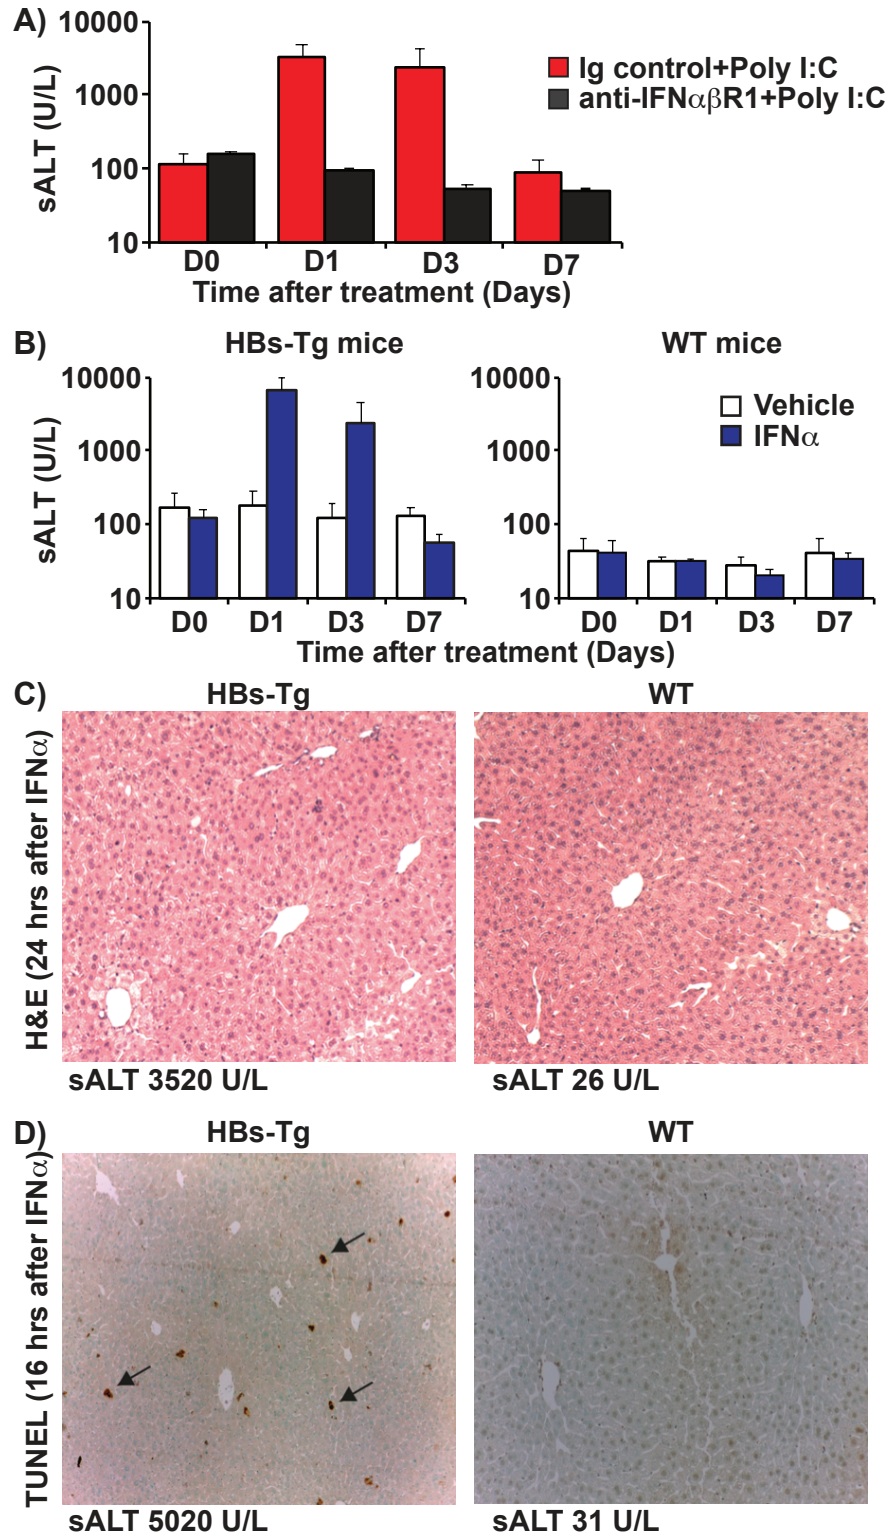 A)
10000
1000
100
10
sALT (U/L)
Ig control+Poly I:C
anti-IFNαβR1+Poly I:C
D0 D1 D3 D7
Time after treatment (Days)
B)
HBs-Tg mice
WT mice
10000
1000
100
10
sALT (U/L)
10000
1000
100
10
Vehicle
IFNα
D0 D1 D3 D7
D0 D1 D3 D7
Time after treatment (Days)
C)
HBs-Tg
WT
H&E (24 hrs after IFNα)
sALT 3520 U/L
sALT 26 U/L
D)
HBs-Tg
WT
TUNEL (16 hrs after IFNα)
sALT 5020 U/L
sALT 31 U/L